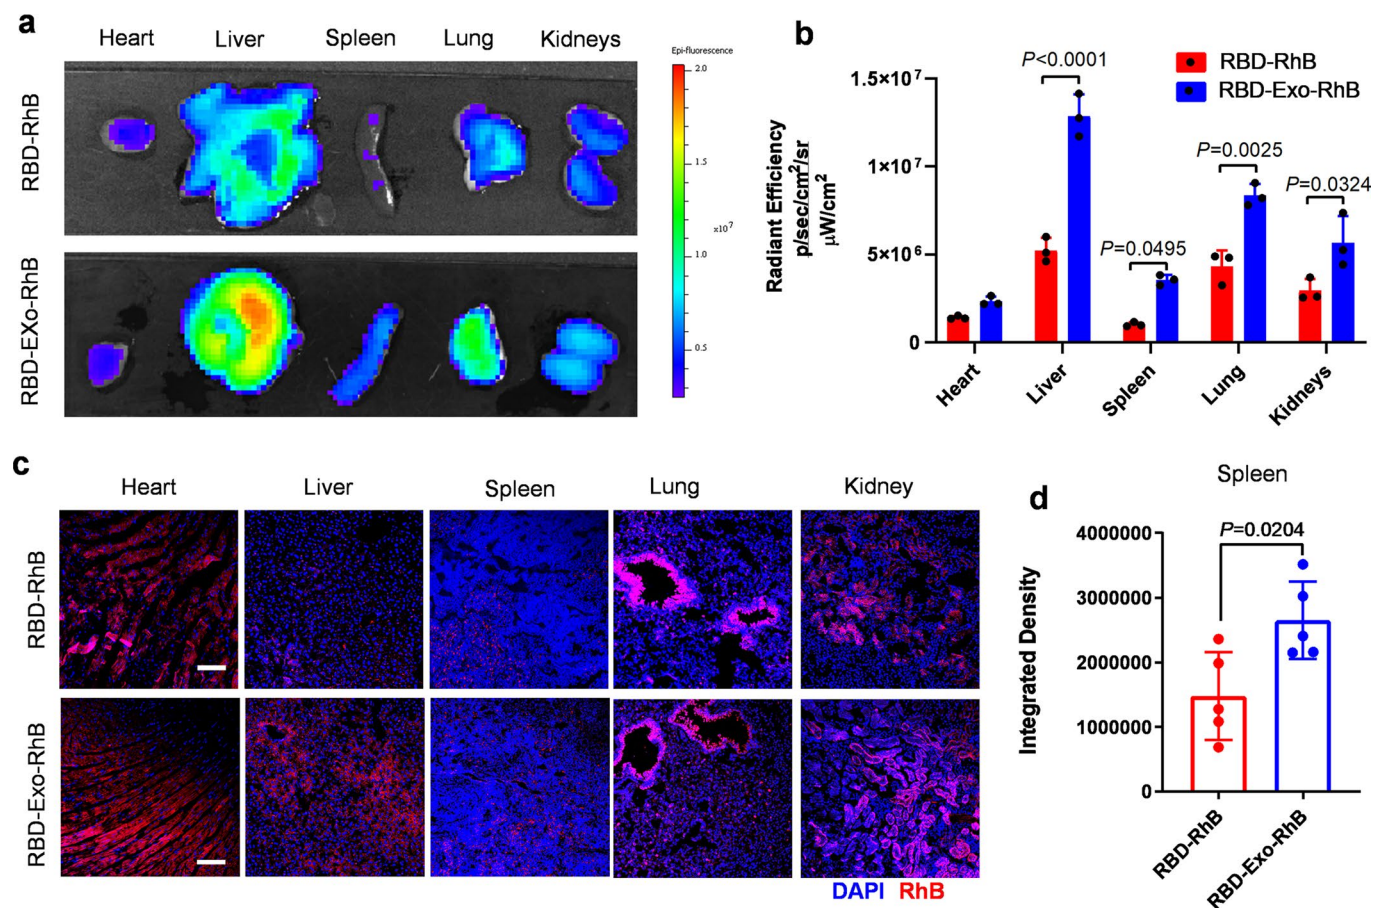 a
Heart Liver Spleen Lung Kidneys
RBD-RhB
RBD-EXo-RhB
Epi-fluorescence
2.0
1.5
x10⁷
1.0
0.5
b
RBD-RhB
RBD-Exo-RhB
Radiant Efficiency
p/sec/cm²/sr
μW/cm²
1.5×10⁷
1×10⁷
5×10⁶
0
P<0.0001
P=0.0495
P=0.0025
P=0.0324
Heart Liver Spleen Lung Kidneys
c
Heart Liver Spleen Lung Kidney
RBD-RhB
RBD-Exo-RhB
DAPI RhB
d
Spleen
P=0.0204
Integrated Density
4000000
3000000
2000000
1000000
0
RBD-RhB
RBD-Exo-RhB